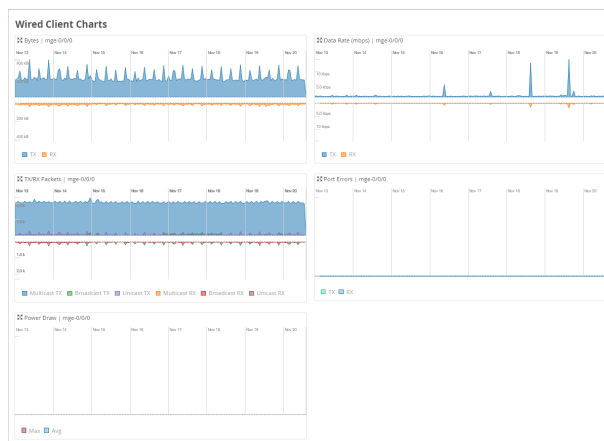 Wired Client Charts
Bytes | mge-0/0/0
Nov 13 Nov 14 Nov 15 Nov 16 Nov 17 Nov 18 Nov 19 Nov 20
TX RX
Data Rate (mbps) | mge-0/0/0
Nov 13 Nov 14 Nov 15 Nov 16 Nov 17 Nov 18 Nov 19 Nov 20
TX RX
TX/RX Packets | mge-0/0/0
Nov 13 Nov 14 Nov 15 Nov 16 Nov 17 Nov 18 Nov 19 Nov 20
Multicast TX Broadcast TX Unicast TX Multicast RX Broadcast RX Unicast RX
Port Errors | mge-0/0/0
Nov 13 Nov 14 Nov 15 Nov 16 Nov 17 Nov 18 Nov 19 Nov 20
TX RX
Power Draw | mge-0/0/0
Nov 13 Nov 14 Nov 15 Nov 16 Nov 17 Nov 18 Nov 19 Nov 20
Max Avg